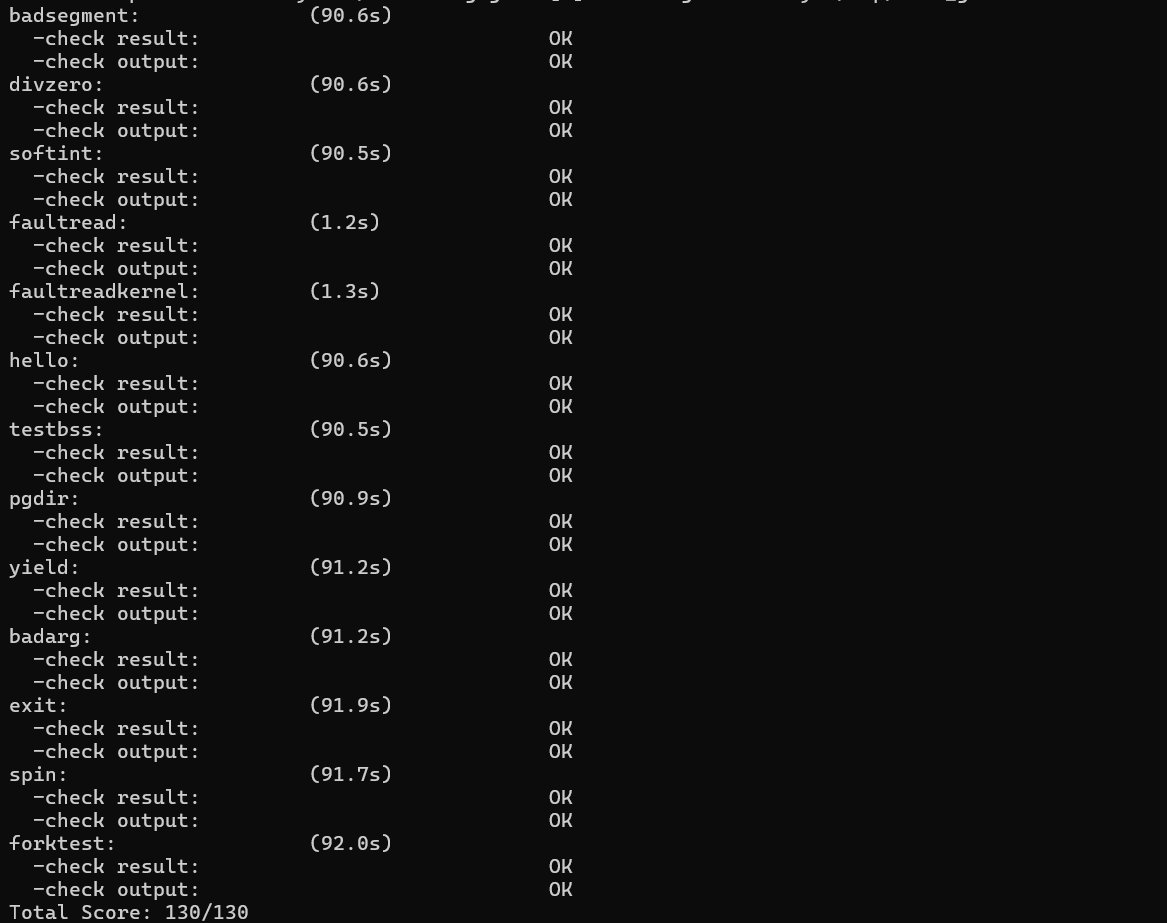 badsegment: (90.6s)
-check result: OK
-check output: OK
divzero: (90.6s)
-check result: OK
-check output: OK
softint: (90.5s)
-check result: OK
-check output: OK
faultread: (1.2s)
-check result: OK
-check output: OK
faultreadkernel: (1.3s)
-check result: OK
-check output: OK
hello: (90.6s)
-check result: OK
-check output: OK
testbss: (90.5s)
-check result: OK
-check output: OK
pgdir: (90.9s)
-check result: OK
-check output: OK
yield: (91.2s)
-check result: OK
-check output: OK
badarg: (91.2s)
-check result: OK
-check output: OK
exit: (91.9s)
-check result: OK
-check output: OK
spin: (91.7s)
-check result: OK
-check output: OK
forktest: (92.0s)
-check result: OK
-check output: OK
Total Score: 130/130